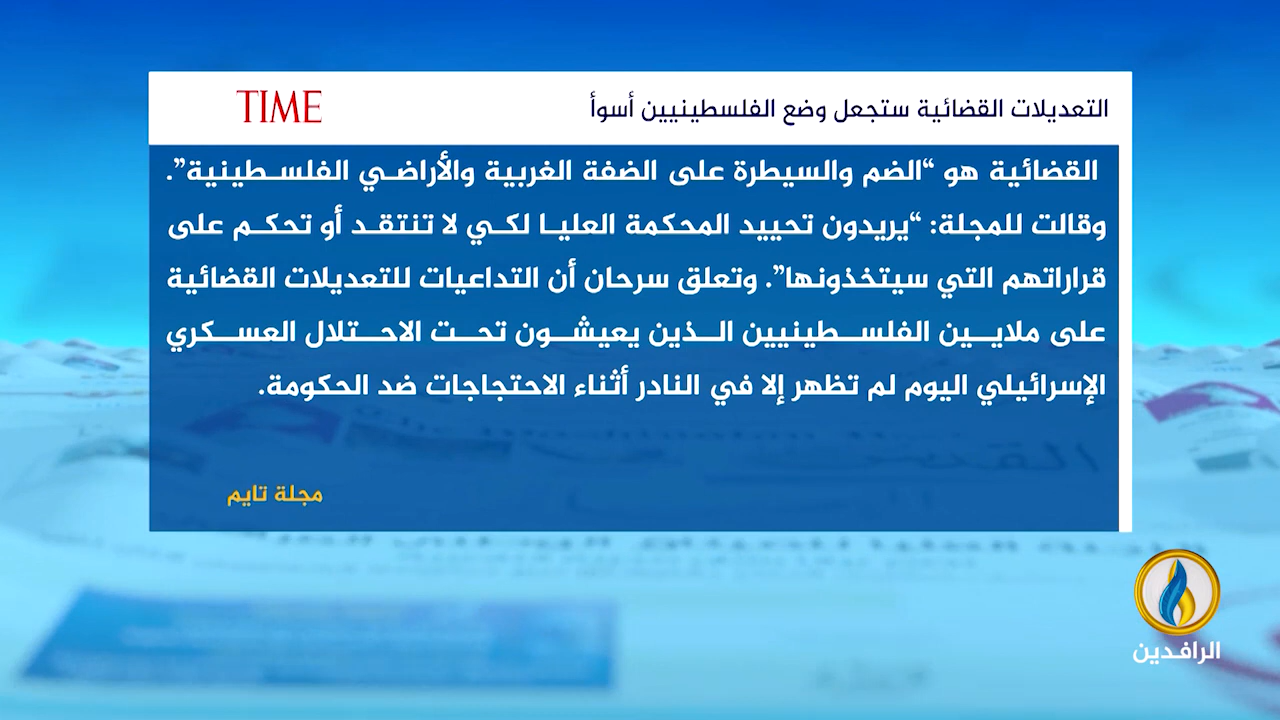 التعديلات القضائية ستجعل وضع الفلسطينيين أسوأ
TIME
القضائية هو “الضم والسيطرة على الضفة الغربية والأراضي الفلسطينية”.
وقالت للمجلة: “يريدون تحييد المحكمة العليا لكي لا تنتقد أو تحكم على
قراراتهم التي سيتخذونها”. وتعلق سرحان أن التداعيات للتعديلات القضائية
على ملايين الفلسطينيين الذين يعيشون تحت الاحتلال العسكري
الإسرائيلي اليوم لم تظهر إلا في النادر أثناء الاحتجاجات ضد الحكومة.
مجلة تايم
الرافدين